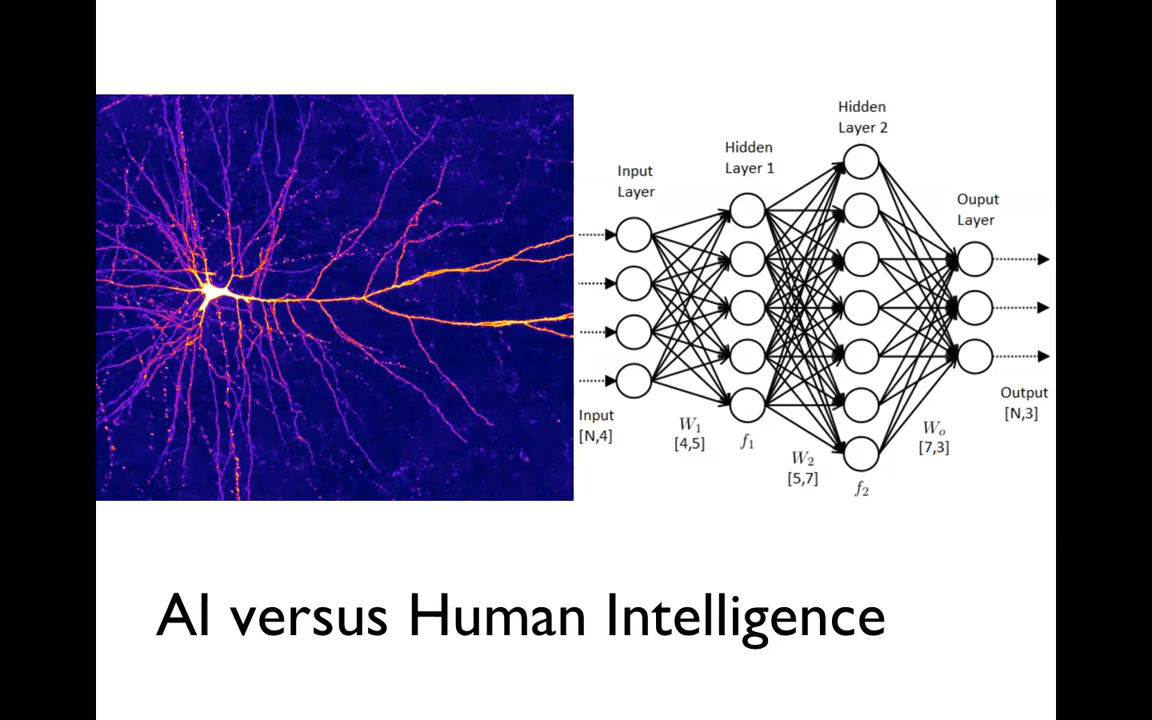 Hidden
Layer 2
Hidden
Layer 1
Input
Layer
Ouput
Layer
Input
[N,4]
W₁
[4,5]
f₁
W₂
[5,7]
f₂
Wₒ
[7,3]
Output
[N,3]
AI versus Human Intelligence